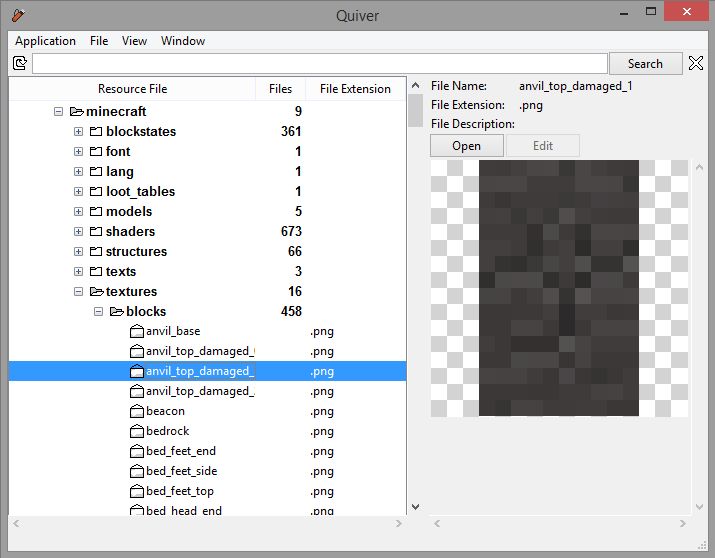 Quiver
Application File View Window
Search
Resource File Files File Extension
minecraft 9
blockstates 361
font 1
lang 1
loot_tables 1
models 5
shaders 673
structures 66
texts 3
textures 16
blocks 458
anvil_base .png
anvil_top_damaged_ .png
anvil_top_damaged_ .png
anvil_top_damaged_ .png
beacon .png
bedrock .png
bed_feet_end .png
bed_feet_side .png
bed_feet_top .png
bed_head_end .png
File Name: anvil_top_damaged_1
File Extension: .png
File Description:
Open Edit